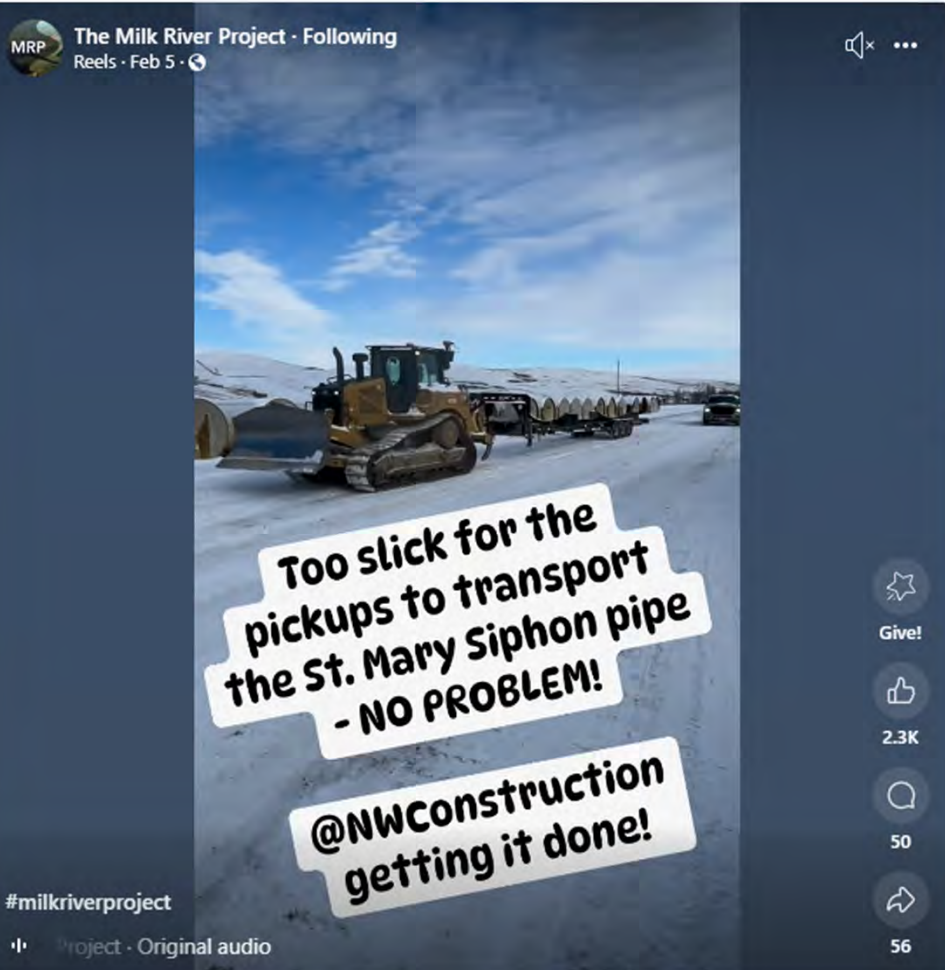 MRP
The Milk River Project · Following
Reels · Feb 5 ·
Too slick for the
pickups to transport
the St. Mary Siphon pipe
- NO PROBLEM!
@NWConstruction
getting it done!
Give!
2.3K
50
56
#milkriverproject
Project · Original audio